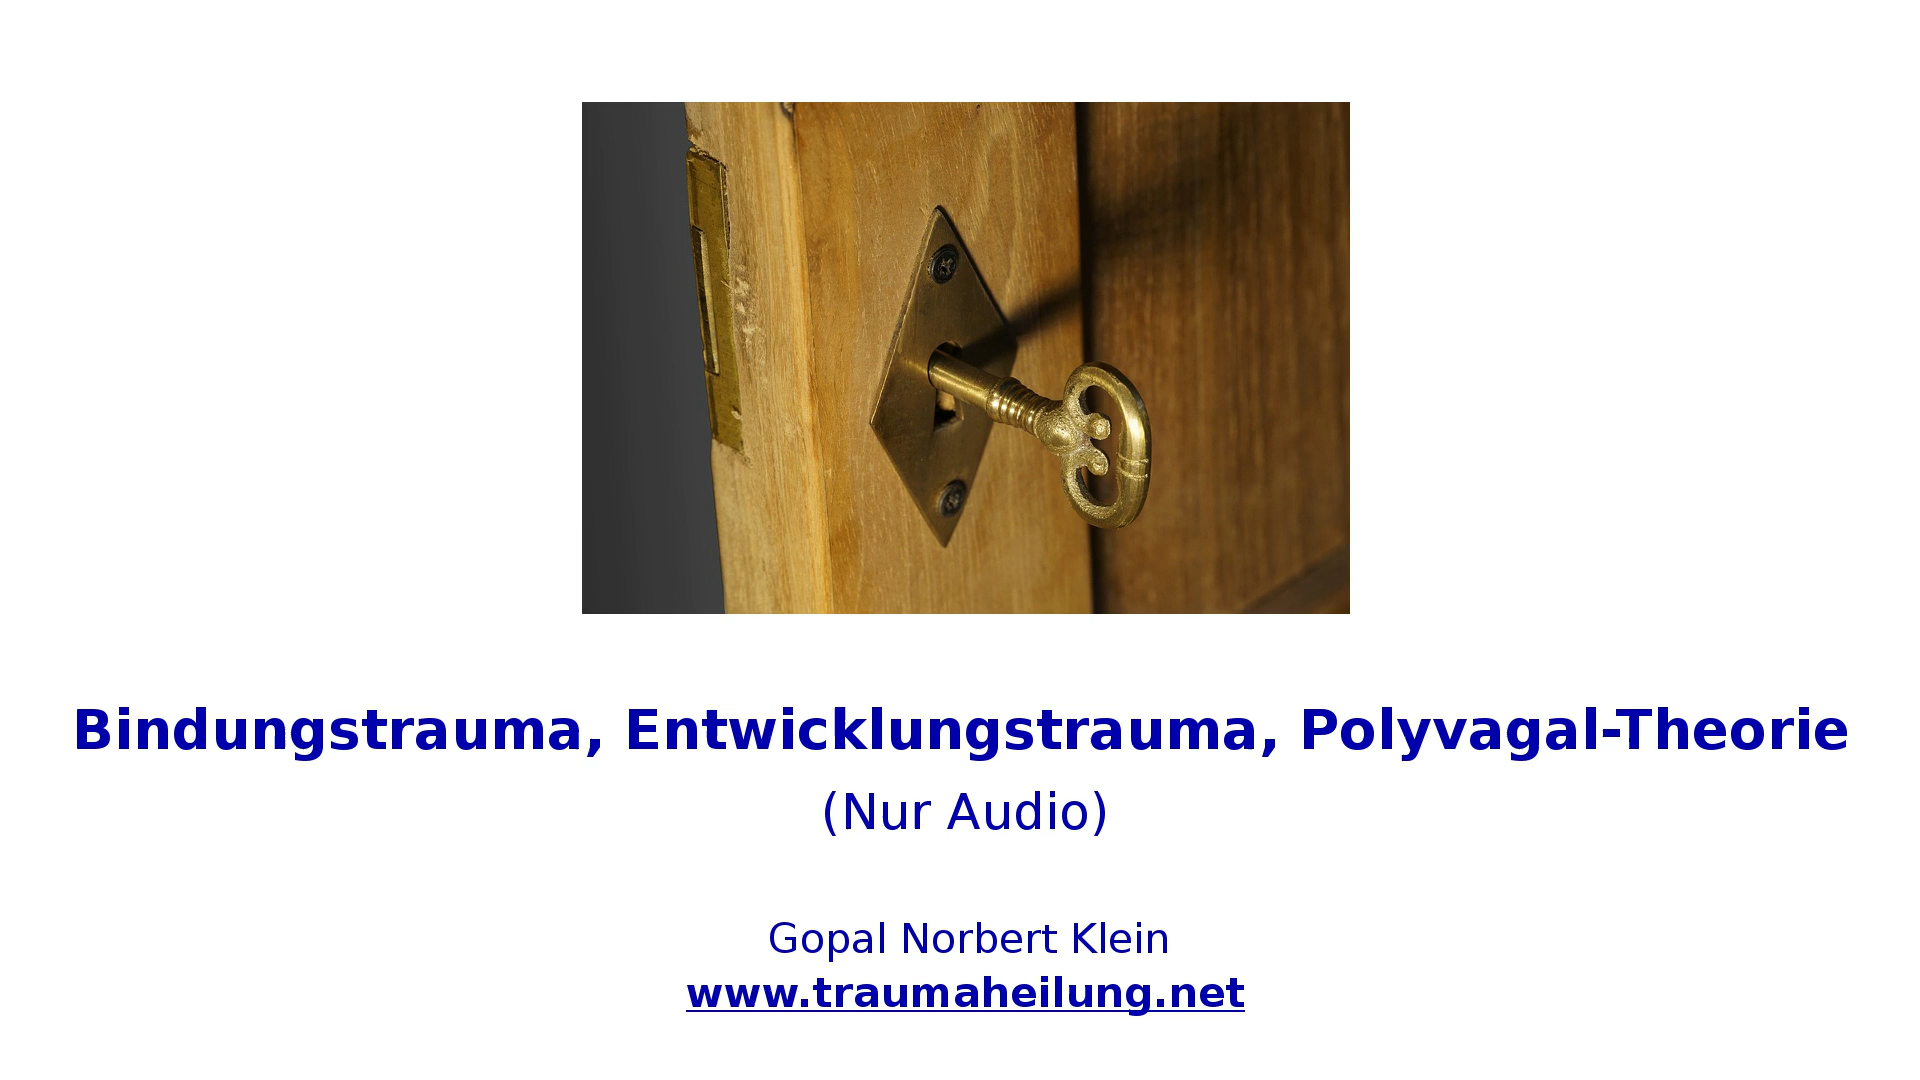 Bindungstrauma, Entwicklungstrauma, Polyvagal-Theorie
(Nur Audio)
Gopal Norbert Klein
www.traumaheilung.net